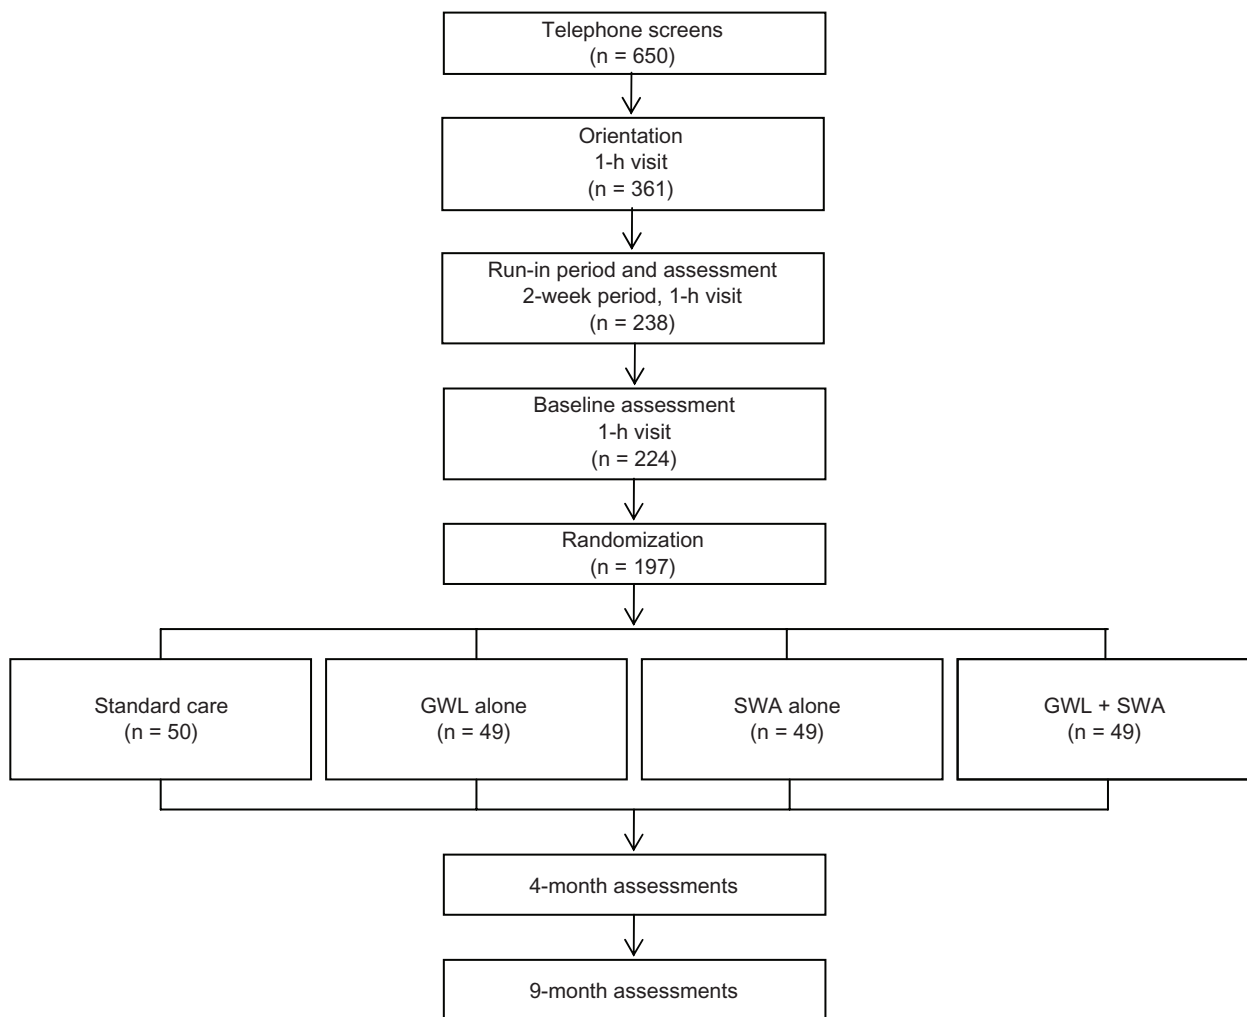 Telephone screens
(n = 650)
Orientation
1-h visit
(n = 361)
Run-in period and assessment
2-week period, 1-h visit
(n = 238)
Baseline assessment
1-h visit
(n = 224)
Randomization
(n = 197)
Standard care
(n = 50)
GWL alone
(n = 49)
SWA alone
(n = 49)
GWL + SWA
(n = 49)
4-month assessments
9-month assessments